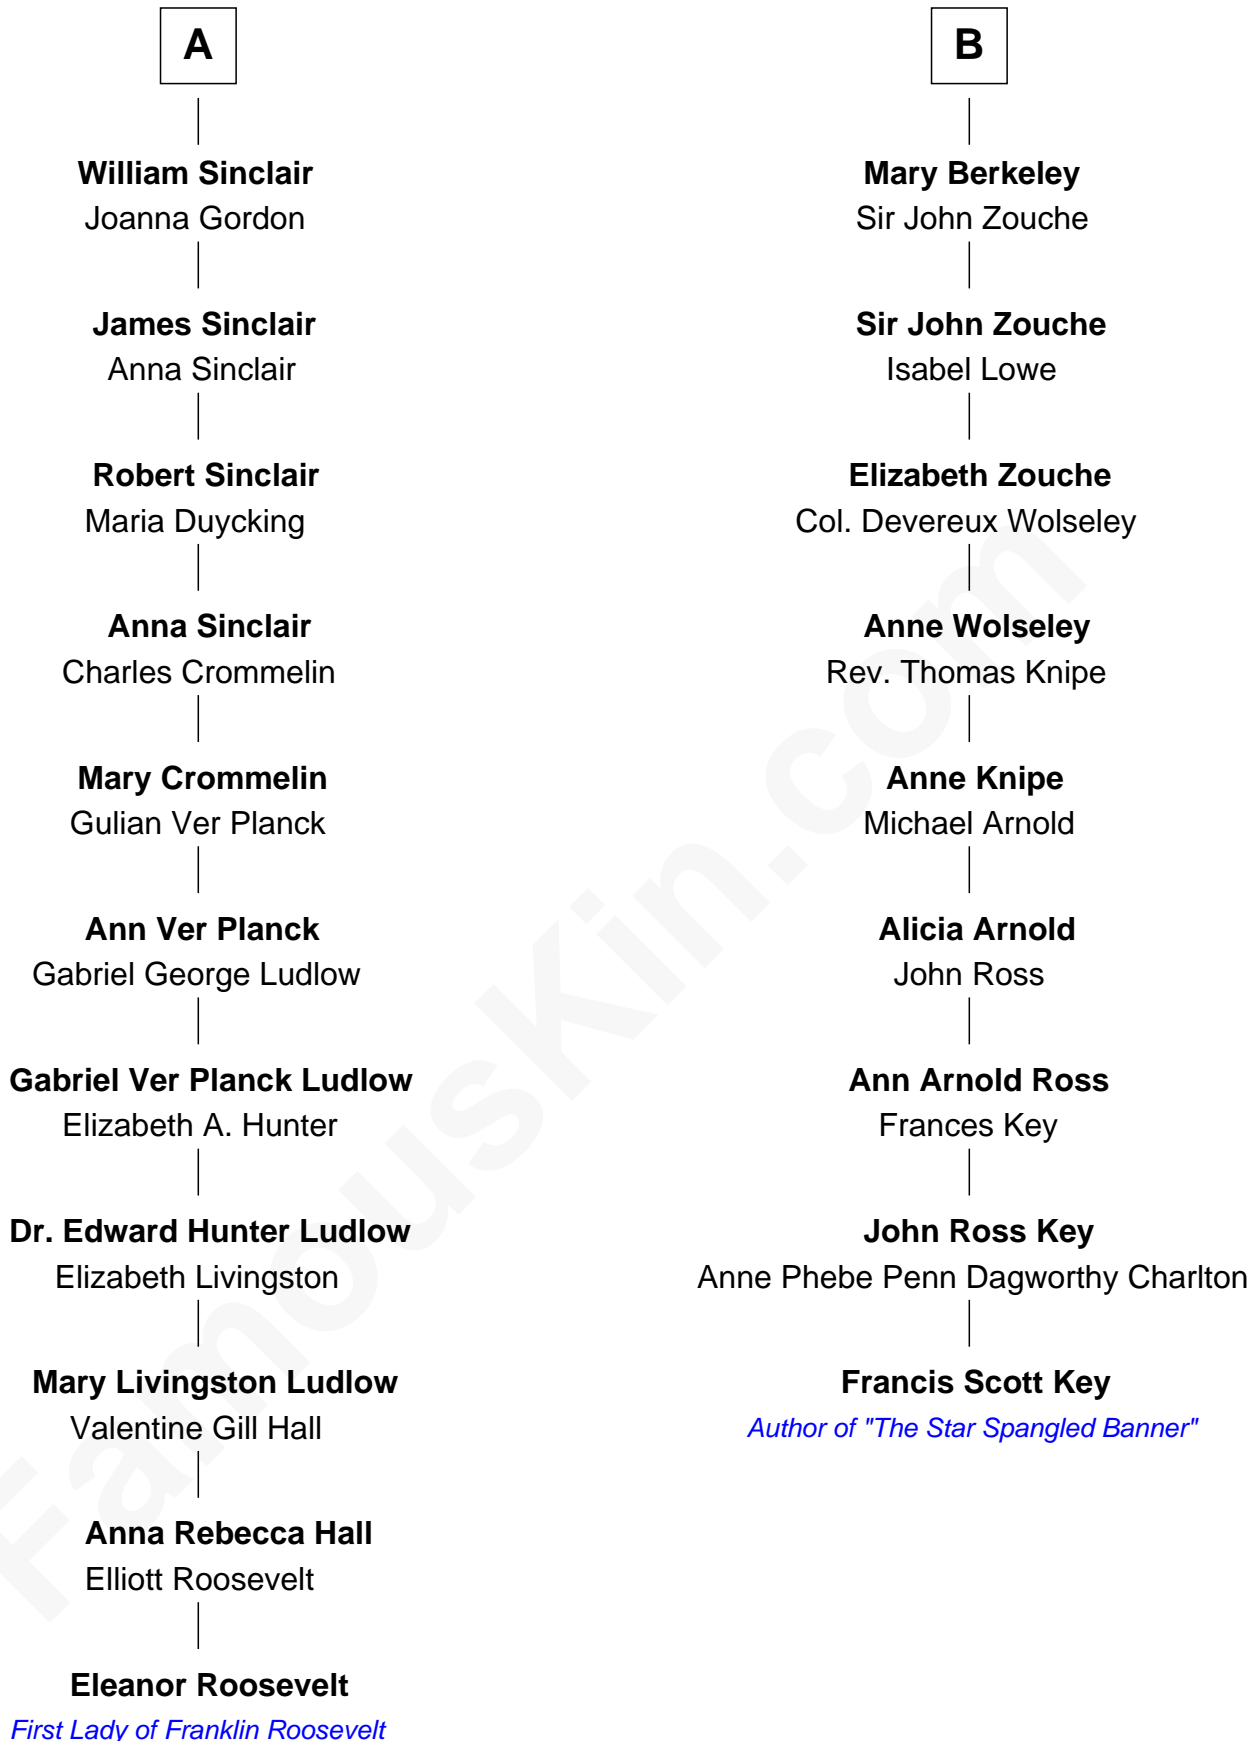 A
William Sinclair
Joanna Gordon
James Sinclair
Anna Sinclair
Robert Sinclair
Maria Duycking
Anna Sinclair
Charles Crommelin
Mary Crommelin
Gulian Ver Planck
Ann Ver Planck
Gabriel George Ludlow
Gabriel Ver Planck Ludlow
Elizabeth A. Hunter
Dr. Edward Hunter Ludlow
Elizabeth Livingston
Mary Livingston Ludlow
Valentine Gill Hall
Anna Rebecca Hall
Elliott Roosevelt
Eleanor Roosevelt
First Lady of Franklin Roosevelt
B
Mary Berkeley
Sir John Zouche
Sir John Zouche
Isabel Lowe
Elizabeth Zouche
Col. Devereux Wolseley
Anne Wolseley
Rev. Thomas Knipe
Anne Knipe
Michael Arnold
Alicia Arnold
John Ross
Ann Arnold Ross
Frances Key
John Ross Key
Anne Phebe Penn Dagworthy Charlton
Francis Scott Key
Author of "The Star Spangled Banner"
FamousKin.com